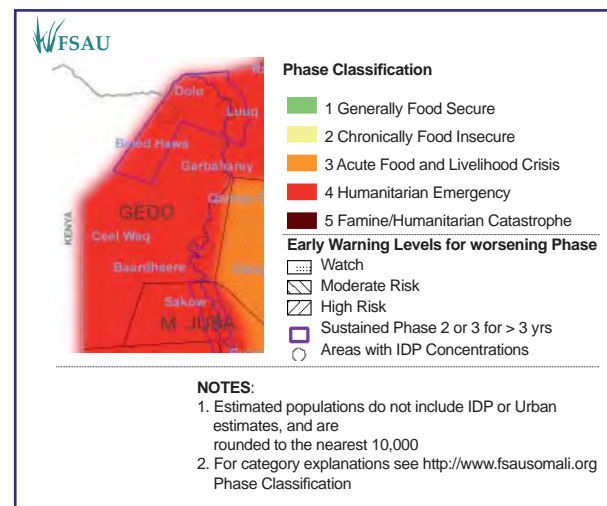 FSAU
Phase Classification
1 Generally Food Secure
2 Chronically Food Insecure
3 Acute Food and Livelihood Crisis
4 Humanitarian Emergency
5 Famine/Humanitarian Catastrophe
Early Warning Levels for worsening Phase
Watch
Moderate Risk
High Risk
Sustained Phase 2 or 3 for > 3 yrs
Areas with IDP Concentrations
Dolo
Luuq
Beled Hawa
Garbaharey
GEDO
KENYA
Ceel Waq
Baardheere
Sakow
M. JUBA
NOTES:
1. Estimated populations do not include IDP or Urban
estimates, and are
rounded to the nearest 10,000
2. For category explanations see http://www.fsausomali.org
Phase Classification